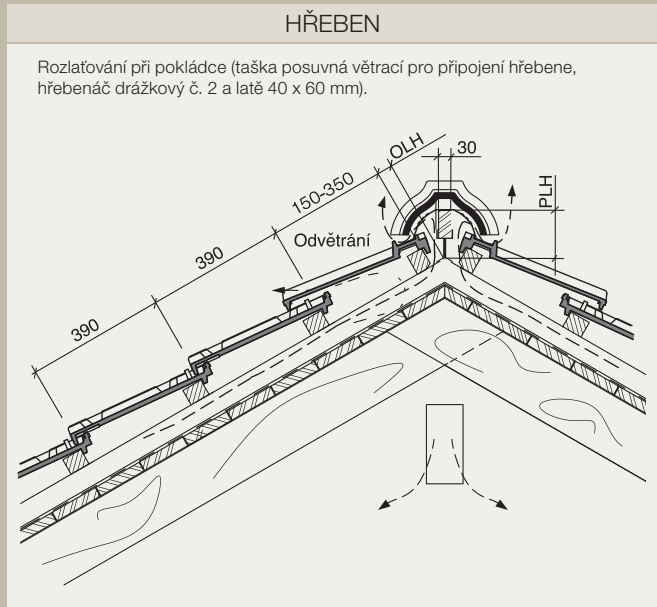 HŘEBEN
Rozlaťování při pokládce (taška posuvná větrací pro připojení hřebene,
hřebenáč drážkový č. 2 a latě 40 x 60 mm).
OLH
30
150-350
PLH
Odvětrání
390
390